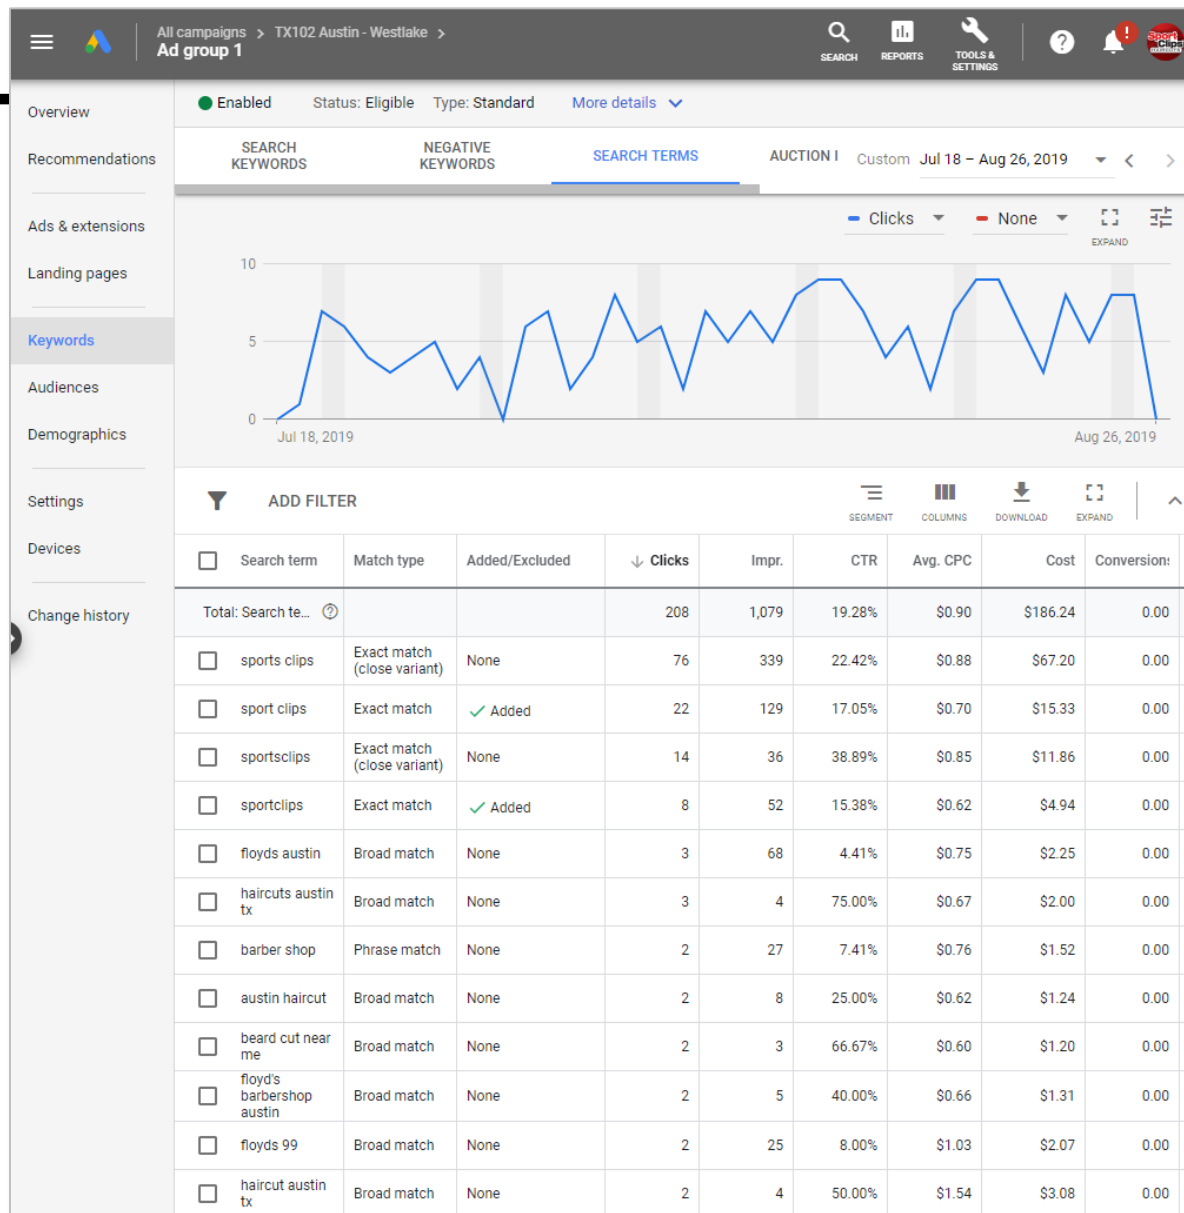 All campaigns > TX102 Austin - Westlake >
Ad group 1
SEARCH
REPORTS
TOOLS &
SETTINGS
!
Sport
Clips
Overview
Recommendations
Ads & extensions
Landing pages
Keywords
Audiences
Demographics
Settings
Devices
Change history
Enabled Status: Eligible Type: Standard More details
SEARCH
KEYWORDS
NEGATIVE
KEYWORDS
SEARCH TERMS
AUCTION I
Custom Jul 18 – Aug 26, 2019
Clicks
None
EXPAND
10
5
0
Jul 18, 2019
Aug 26, 2019
ADD FILTER
SEGMENT
COLUMNS
DOWNLOAD
EXPAND
Search term Match type Added/Excluded Clicks Impr. CTR Avg. CPC Cost Conversions
Total: Search te... 208 1,079 19.28% $0.90 $186.24 0.00
sports clips Exact match (close variant) None 76 339 22.42% $0.88 $67.20 0.00
sport clips Exact match Added 22 129 17.05% $0.70 $15.33 0.00
sportsclips Exact match (close variant) None 14 36 38.89% $0.85 $11.86 0.00
sportclips Exact match Added 8 52 15.38% $0.62 $4.94 0.00
floyds austin Broad match None 3 68 4.41% $0.75 $2.25 0.00
haircuts austin tx Broad match None 3 4 75.00% $0.67 $2.00 0.00
barber shop Phrase match None 2 27 7.41% $0.76 $1.52 0.00
austin haircut Broad match None 2 8 25.00% $0.62 $1.24 0.00
beard cut near me Broad match None 2 3 66.67% $0.60 $1.20 0.00
floyd's barbershop austin Broad match None 2 5 40.00% $0.66 $1.31 0.00
floyds 99 Broad match None 2 25 8.00% $1.03 $2.07 0.00
haircut austin tx Broad match None 2 4 50.00% $1.54 $3.08 0.00